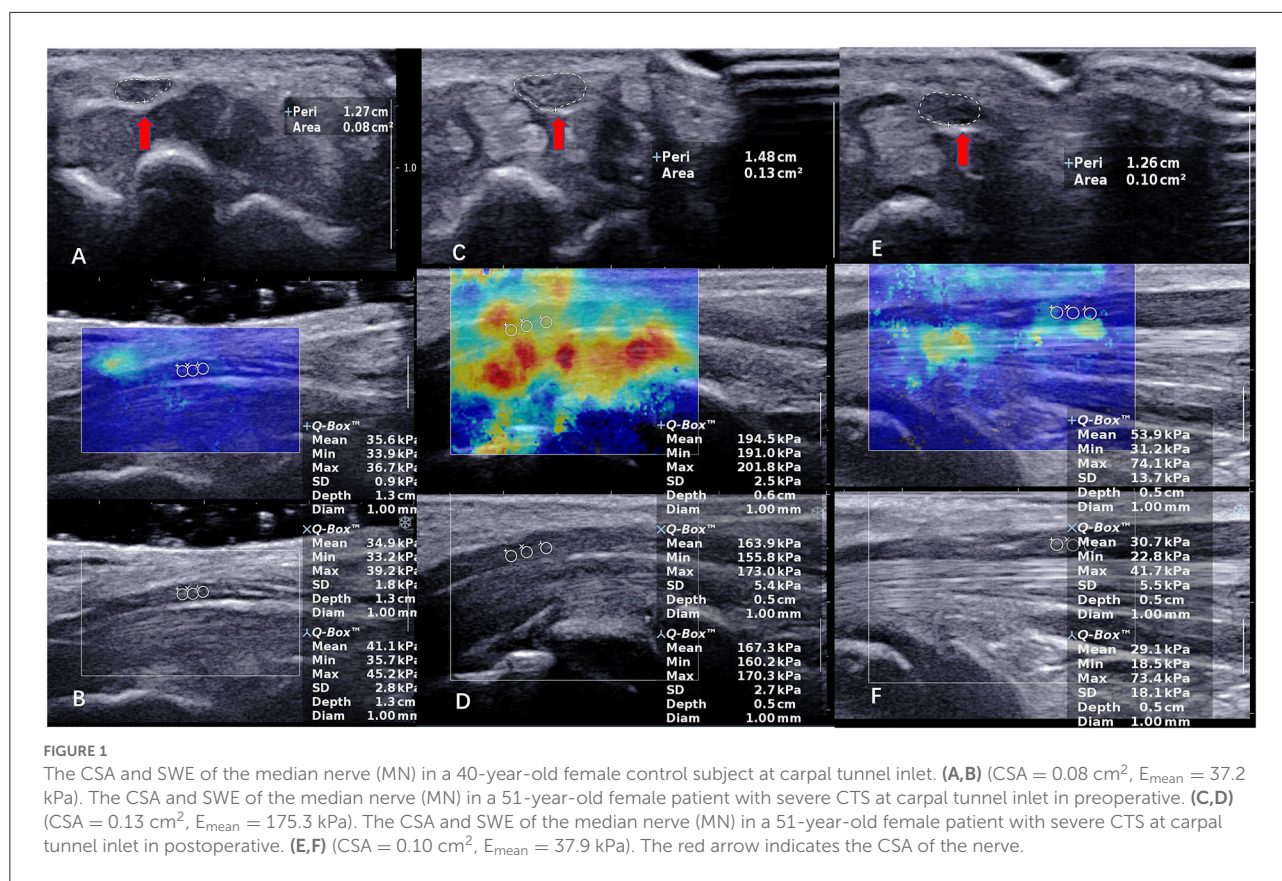 +Peri 1.27 cm
Area 0.08 cm²
1.0
A
+Peri 1.48 cm
Area 0.13 cm²
C
+Peri 1.26 cm
Area 0.10 cm²
E
+Q-Box™
Mean 35.6 kPa
Min 33.9 kPa
Max 36.7 kPa
SD 0.9 kPa
Depth 1.3 cm
Diam 1.00 mm
×Q-Box™
Mean 34.9 kPa
Min 33.2 kPa
Max 39.2 kPa
SD 1.8 kPa
Depth 1.3 cm
Diam 1.00 mm
Q-Box™
Mean 41.1 kPa
Min 35.7 kPa
Max 45.2 kPa
SD 2.8 kPa
Depth 1.3 cm
Diam 1.00 mm
B
+Q-Box™
Mean 194.5 kPa
Min 191.0 kPa
Max 201.8 kPa
SD 2.5 kPa
Depth 0.6 cm
Diam 1.00 mm
×Q-Box™
Mean 163.9 kPa
Min 155.8 kPa
Max 173.0 kPa
SD 5.4 kPa
Depth 0.5 cm
Diam 1.00 mm
Q-Box™
Mean 167.3 kPa
Min 160.2 kPa
Max 170.3 kPa
SD 2.7 kPa
Depth 0.5 cm
Diam 1.00 mm
D
+Q-Box™
Mean 53.9 kPa
Min 31.2 kPa
Max 74.1 kPa
SD 13.7 kPa
Depth 0.5 cm
Diam 1.00 mm
×Q-Box™
Mean 30.7 kPa
Min 22.8 kPa
Max 41.7 kPa
SD 5.5 kPa
Depth 0.5 cm
Diam 1.00 mm
Q-Box™
Mean 29.1 kPa
Min 18.5 kPa
Max 73.4 kPa
SD 18.1 kPa
Depth 0.5 cm
Diam 1.00 mm
F
FIGURE 1
The CSA and SWE of the median nerve (MN) in a 40-year-old female control subject at carpal tunnel inlet. (A,B) (CSA = 0.08 cm², Emean = 37.2
kPa). The CSA and SWE of the median nerve (MN) in a 51-year-old female patient with severe CTS at carpal tunnel inlet in preoperative. (C,D)
(CSA = 0.13 cm², Emean = 175.3 kPa). The CSA and SWE of the median nerve (MN) in a 51-year-old female patient with severe CTS at carpal
tunnel inlet in postoperative. (E,F) (CSA = 0.10 cm², Emean = 37.9 kPa). The red arrow indicates the CSA of the nerve.